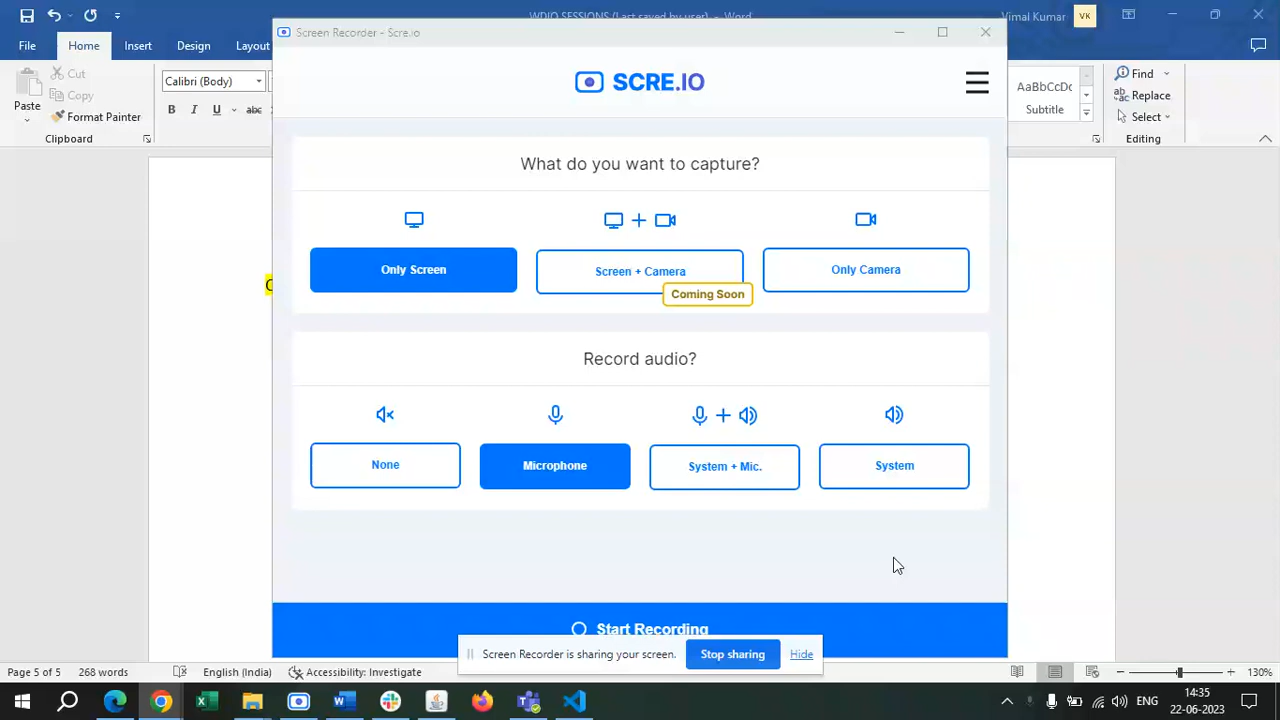 WDIO SESSIONS (Last saved by user) - Word
Vimal Kumar
VK
Screen Recorder - Scre.io
File
Home
Insert
Design
Layout
Cut
Copy
Format Painter
Paste
Clipboard
Calibri (Body)
B
I
U
abc
AaBbCcDc
Subtitle
Find
Replace
Select
Editing
SCRE.IO
What do you want to capture?
Only Screen
Screen + Camera
Only Camera
Coming Soon
Record audio?
None
Microphone
System + Mic.
System
Start Recording
Screen Recorder is sharing your screen.
Stop sharing
Hide
Page 5 of 5
268 words
English (India)
Accessibility: Investigate
130%
ENG
14:35
22-06-2023